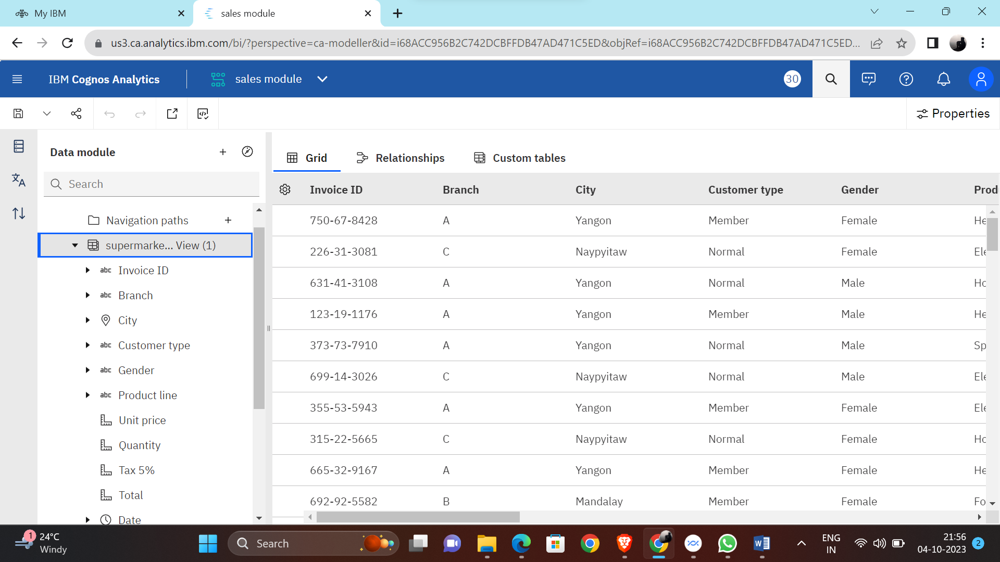 My IBM
sales module
us3.ca.analytics.ibm.com/bi/?perspective=ca-modeller&id=i68ACC956B2C742DCBFFDB47AD471C5ED&objRef=i68ACC956B2C742DCBFFDB47AD471C5ED...
IBM Cognos Analytics
sales module
30
Properties
Data module
Search
Navigation paths
supermarke... View (1)
abc Invoice ID
abc Branch
City
abc Customer type
abc Gender
abc Product line
Unit price
Quantity
Tax 5%
Total
Date
Grid Relationships Custom tables
Invoice ID Branch City Customer type Gender Prod
750-67-8428 A Yangon Member Female He
226-31-3081 C Naypyitaw Normal Female Ele
631-41-3108 A Yangon Normal Male Ho
123-19-1176 A Yangon Member Male He
373-73-7910 A Yangon Normal Male Sp
699-14-3026 C Naypyitaw Normal Male Ele
355-53-5943 A Yangon Member Female Ele
315-22-5665 C Naypyitaw Normal Female Ho
665-32-9167 A Yangon Member Female He
692-92-5582 B Mandalay Member Female Fo
1
24°C
Windy
Search
ENG
IN
21:56
04-10-2023
2